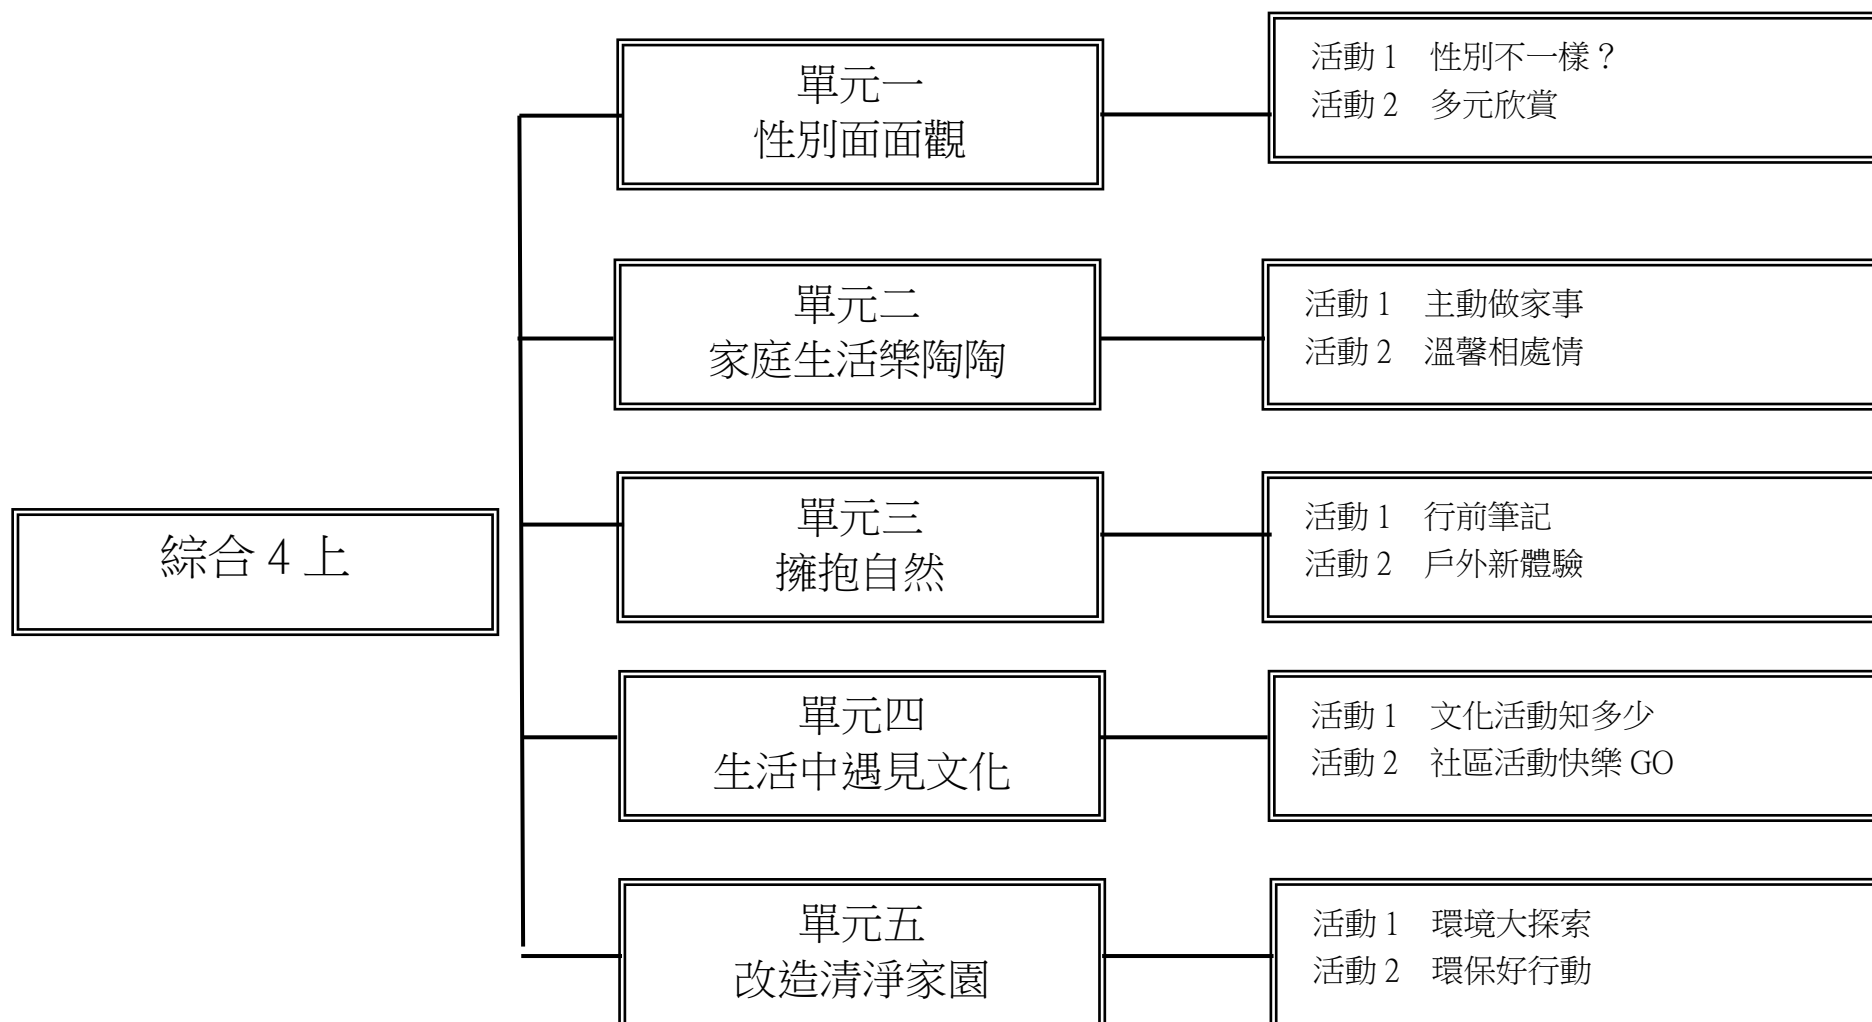 綜合 4 上
單元一
性別面面觀
活動 1　性別不一樣？
活動 2　多元欣賞
單元二
家庭生活樂陶陶
活動 1　主動做家事
活動 2　溫馨相處情
單元三
擁抱自然
活動 1　行前筆記
活動 2　戶外新體驗
單元四
生活中遇見文化
活動 1　文化活動知多少
活動 2　社區活動快樂 GO
單元五
改造清淨家園
活動 1　環境大探索
活動 2　環保好行動